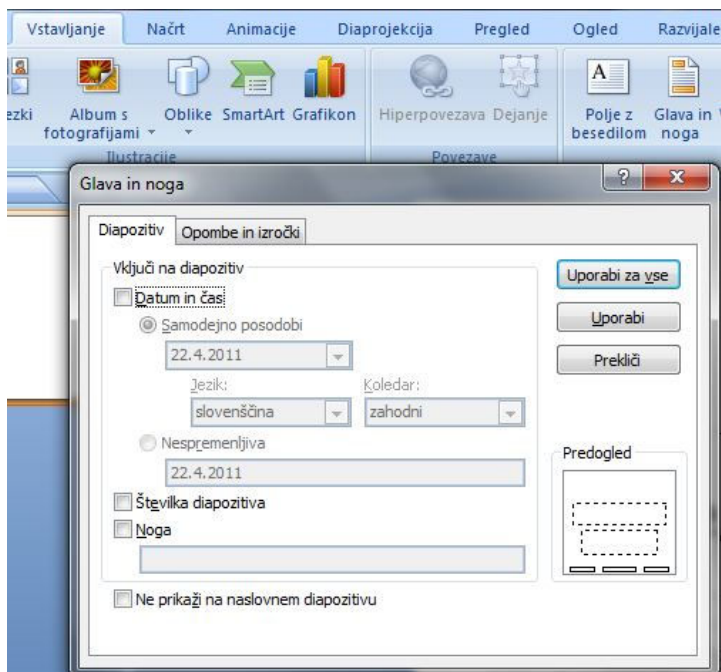 Vstavljanje Načrt Animacije Diaprojekcija Pregled Ogled Razvijale
ezki Album s fotografijami Oblike SmartArt Grafikon Hiperpovezava Dejanje Polje z besedilom Glava in noga
Ilustracije Povezave
Glava in noga
Diapozitiv Opombe in izročki
Vključi na diapozitiv
Datum in čas
Samodejno posodobi
22.4.2011
Jezik: Koledar:
slovenščina zahodni
Nespremenljiva
22.4.2011
Številka diapozitiva
Noga
Ne prikaži na naslovnem diapozitivu
Uporabi za vse
Uporabi
Prekliči
Predogled